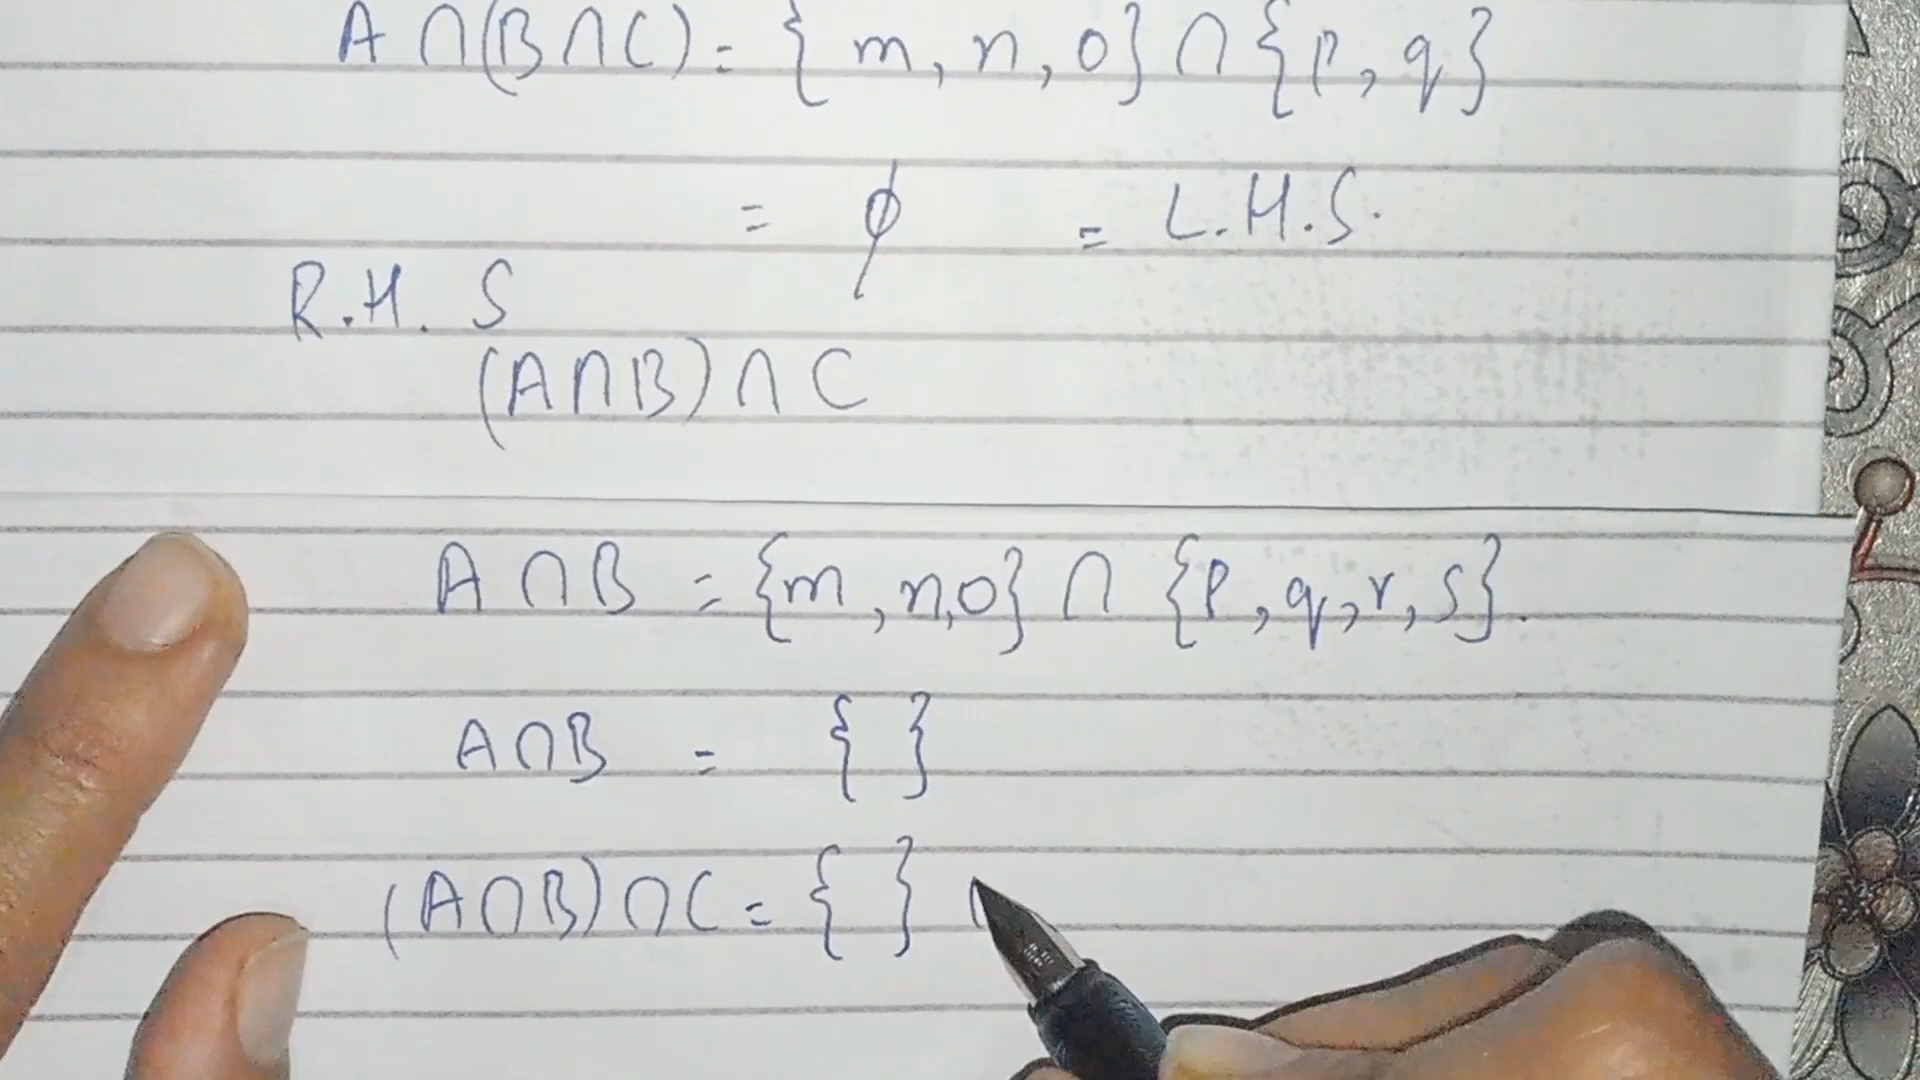 A ∩ (B ∩ C) = { m, n, o} ∩ {p, q}
= ϕ = L.H.S.
R.H.S
(A ∩ B) ∩ C
A ∩ B = {m, n, o} ∩ {p, q, r, s}.
A ∩ B = { }
(A ∩ B) ∩ C = { }